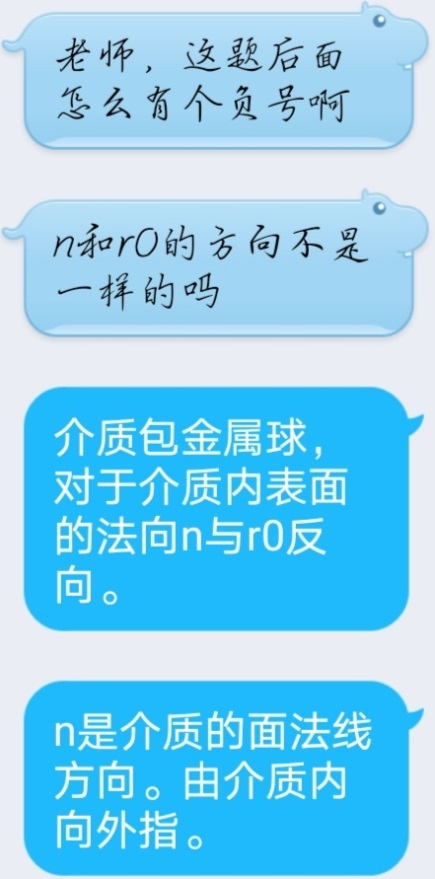 老师，这题后面
怎么有个负号啊
n和r0的方向不是
一样的吗
介质包金属球，
对于介质内表面
的法向n与r0反
向。
n是介质的面法线
方向。由介质内
向外指。